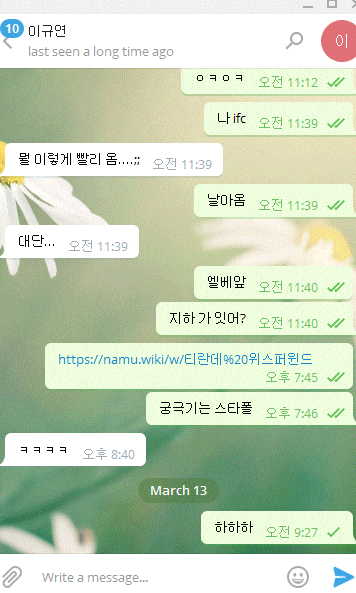 10
이규연
last seen a long time ago
이
ㅇㅋㅇㅋ 오전 11:12
나 ifc 오전 11:39
뭘 이렇게 빨리 옴....;; 오전 11:39
날아옴 오전 11:39
대단... 오전 11:39
엘베앞 오전 11:40
지하 가 잇어? 오전 11:40
https://namu.wiki/w/티란데%20위스퍼윈드
오후 7:45
궁극기는 스타폴 오후 7:46
ㅋㅋㅋㅋ 오후 8:40
March 13
하하하 오전 9:27
Write a message...